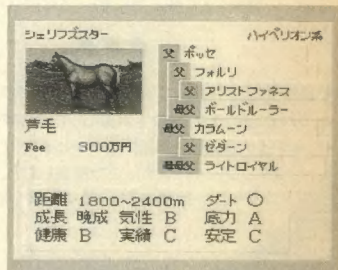 シェリフズスター ハイペリオン系
父 ポッセ
父 フォルリ
父 アリストファネス
母父 ボールドルーラー
芦毛 母父 カラムーン
Fee 300万円 父 ゼダーン
母母父 ライトロイヤル
距離 1800~2400m ダート ○
成長 晩成 気性 B 底力 A
健康 B 実績 C 安定 C